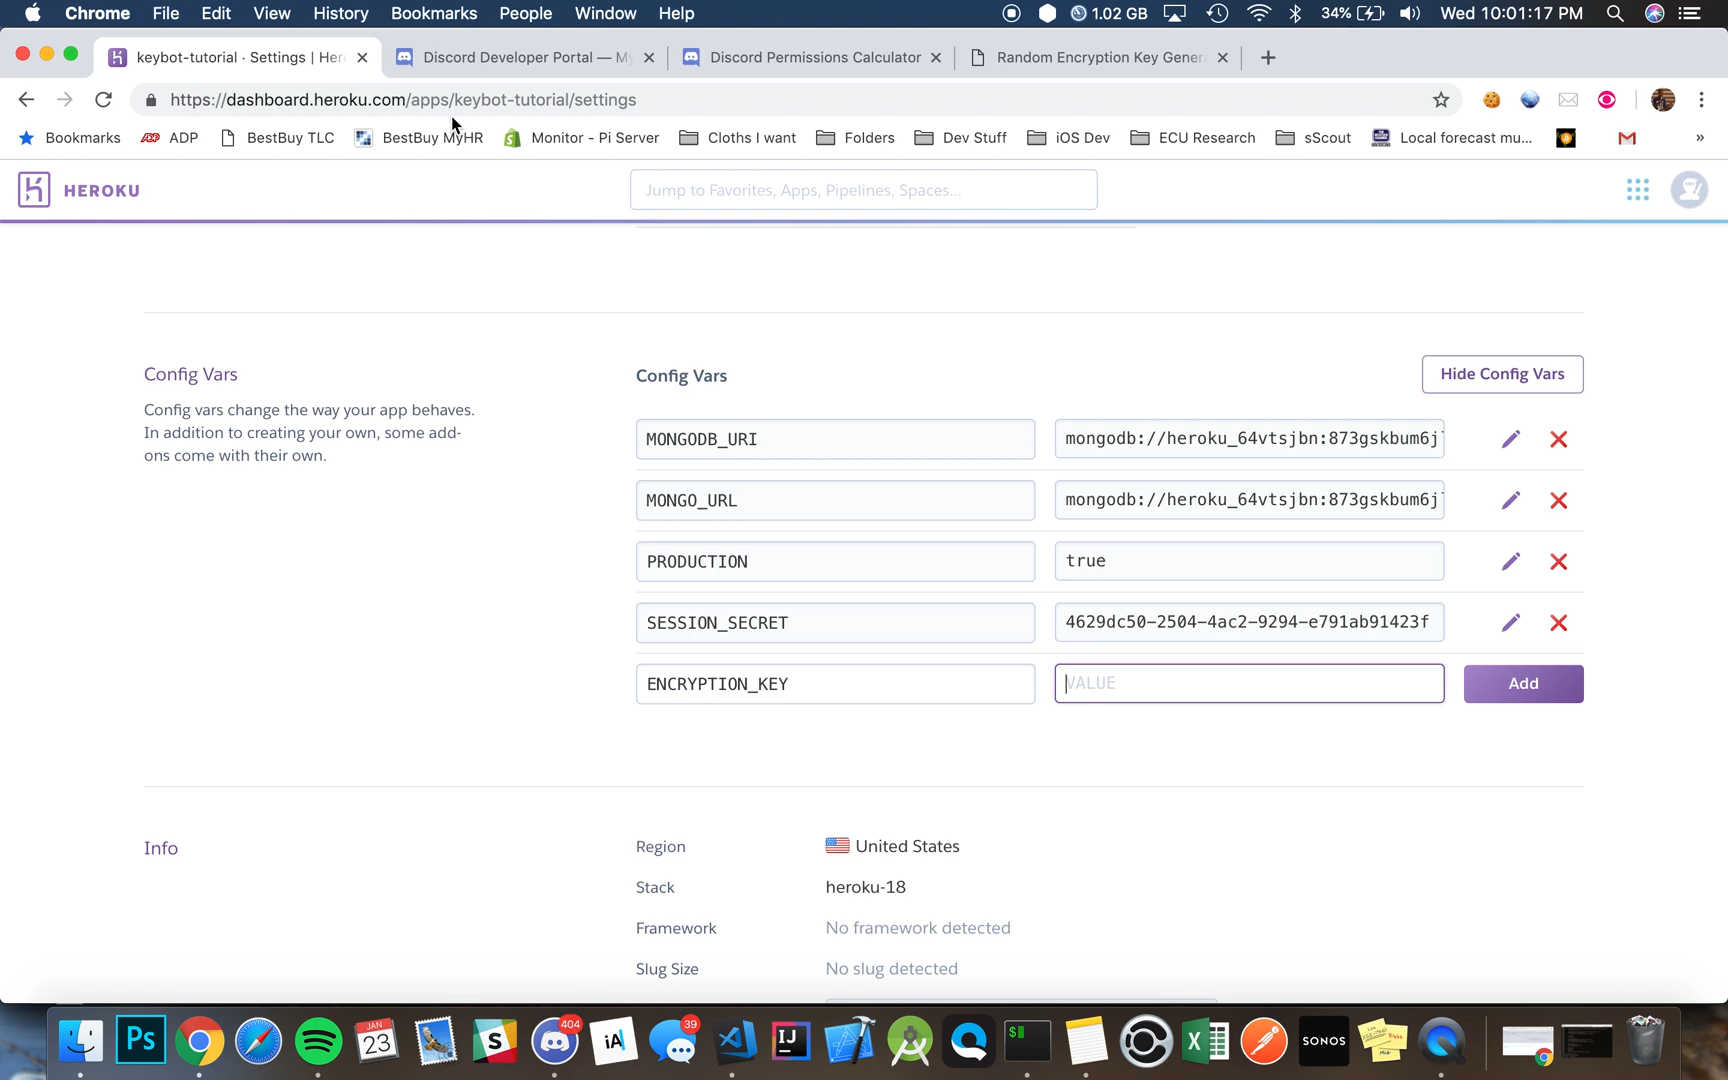 Chrome File Edit View History Bookmarks People Window Help 1.02 GB 34% Wed 10:01:17 PM
keybot-tutorial · Settings | Her Discord Developer Portal — My Discord Permissions Calculator Random Encryption Key Gener
https://dashboard.heroku.com/apps/keybot-tutorial/settings
Bookmarks ADP BestBuy TLC BestBuy MyHR Monitor - Pi Server Cloths I want Folders Dev Stuff iOS Dev ECU Research sScout Local forecast mu... »
HEROKU Jump to Favorites, Apps, Pipelines, Spaces...
Config Vars
Config vars change the way your app behaves.
In addition to creating your own, some add-
ons come with their own.
Config Vars Hide Config Vars
MONGODB_URI mongodb://heroku_64vtsjbn:873gskbum6j
MONGO_URL mongodb://heroku_64vtsjbn:873gskbum6j
PRODUCTION true
SESSION_SECRET 4629dc50-2504-4ac2-9294-e791ab91423f
ENCRYPTION_KEY VALUE Add
Info
Region United States
Stack heroku-18
Framework No framework detected
Slug Size No slug detected
Ps JAN 23 S 404 iA 39 IJ $ X SONOS